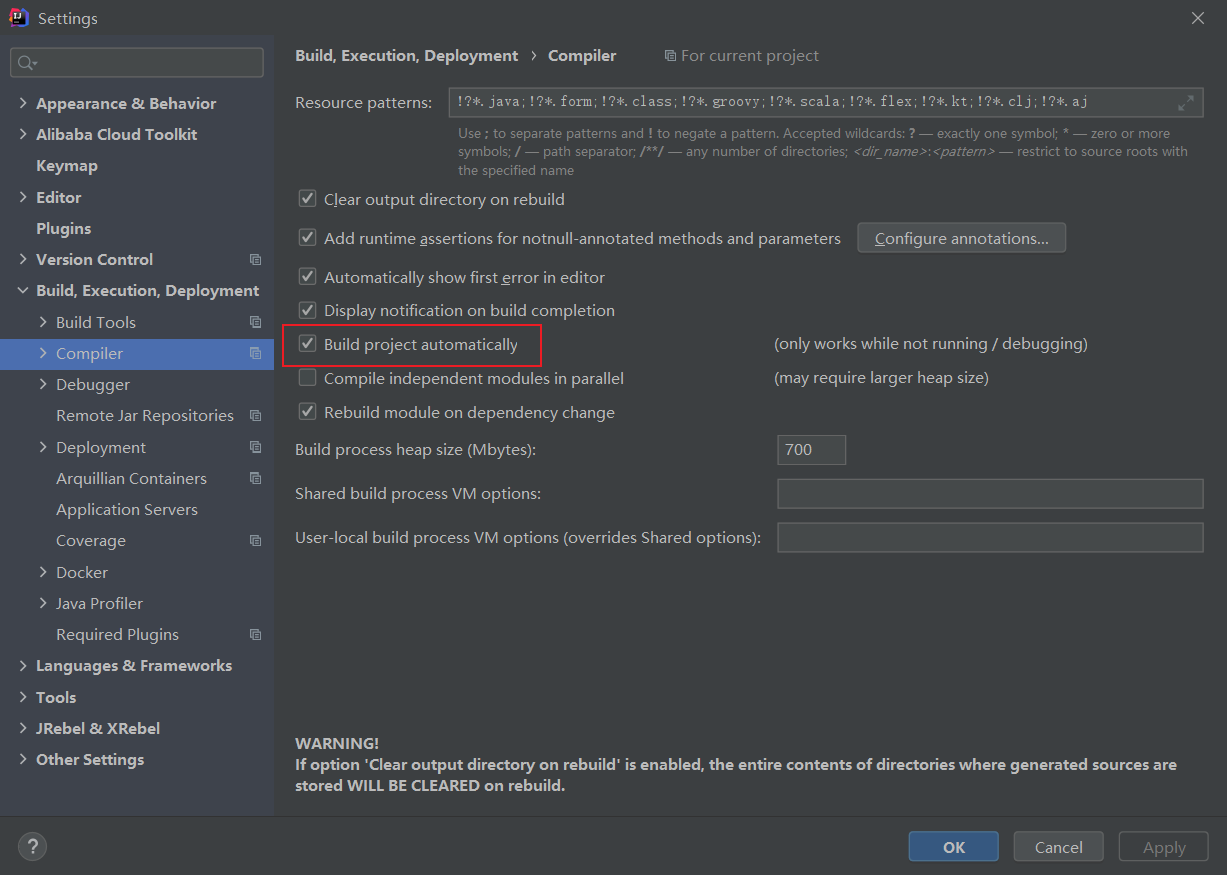 Settings
Appearance & Behavior
Alibaba Cloud Toolkit
Keymap
Editor
Plugins
Version Control
Build, Execution, Deployment
Build Tools
Compiler
Debugger
Remote Jar Repositories
Deployment
Arquillian Containers
Application Servers
Coverage
Docker
Java Profiler
Required Plugins
Languages & Frameworks
Tools
JRebel & XRebel
Other Settings
Build, Execution, Deployment › Compiler For current project
Resource patterns: !?*.java;!?*.form;!?*.class;!?*.groovy;!?*.scala;!?*.flex;!?*.kt;!?*.clj;!?*.aj
Use ; to separate patterns and ! to negate a pattern. Accepted wildcards: ? — exactly one symbol; * — zero or more
symbols; / — path separator; /**/ — any number of directories; <dir_name>:<pattern> — restrict to source roots with
the specified name
Clear output directory on rebuild
Add runtime assertions for notnull-annotated methods and parameters Configure annotations...
Automatically show first error in editor
Display notification on build completion
Build project automatically (only works while not running / debugging)
Compile independent modules in parallel (may require larger heap size)
Rebuild module on dependency change
Build process heap size (Mbytes): 700
Shared build process VM options:
User-local build process VM options (overrides Shared options):
WARNING!
If option 'Clear output directory on rebuild' is enabled, the entire contents of directories where generated sources are
stored WILL BE CLEARED on rebuild.
? OK Cancel Apply